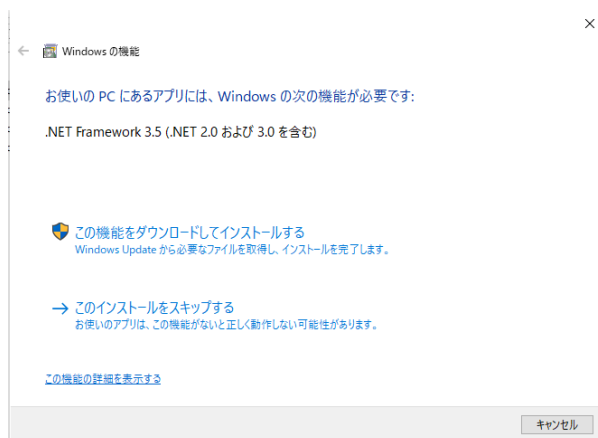 Windows の機能
お使いの PC にあるアプリには、Windows の次の機能が必要です:
.NET Framework 3.5 (.NET 2.0 および 3.0 を含む)
この機能をダウンロードしてインストールする
Windows Update から必要なファイルを取得し、インストールを完了します。
このインストールをスキップする
お使いのアプリは、この機能がないと正しく動作しない可能性があります。
この機能の詳細を表示する
キャンセル